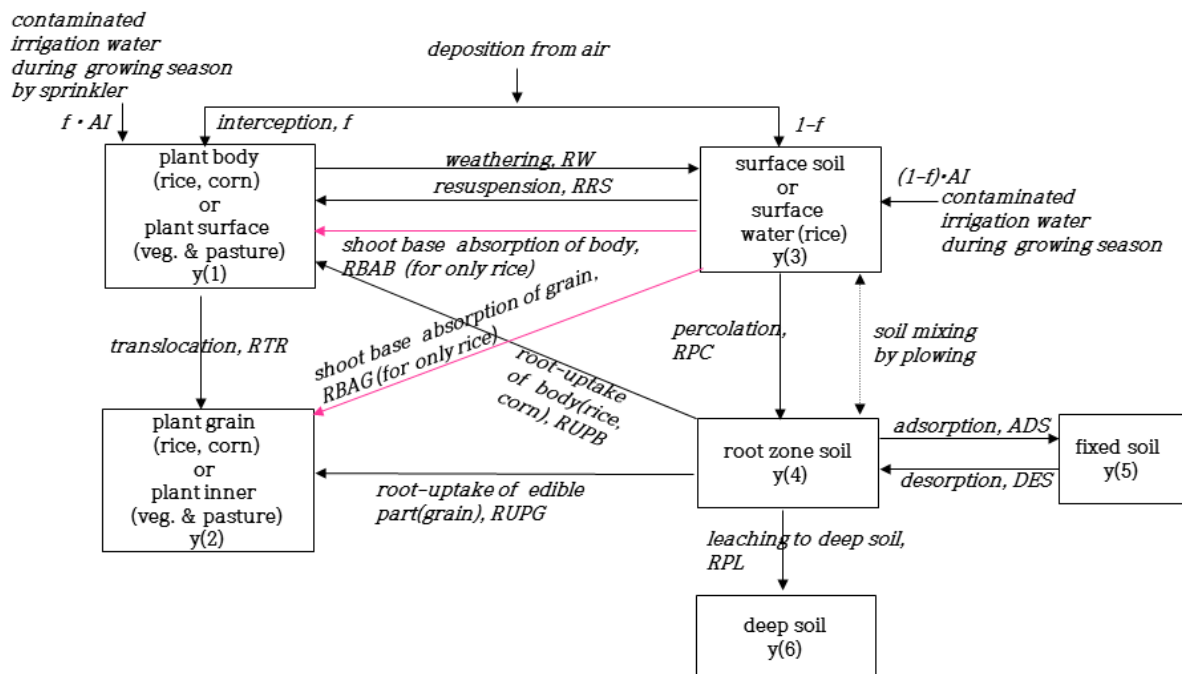 contaminated
irrigation water
during growing season
by sprinkler
f・AI
deposition from air
interception, f
1-f
plant body
(rice, corn)
or
plant surface
(veg. & pasture)
y(1)
weathering, RW
resuspension, RRS
shoot base absorption of body,
RBAB (for only rice)
surface soil
or
surface
water (rice)
y(3)
(1-f)・AI
contaminated
irrigation water
during growing season
translocation, RTR
shoot base absorption of grain,
RBAG (for only rice)
root-uptake
of body(rice,
corn), RUPB
percolation,
RPC
soil mixing
by plowing
plant grain
(rice, corn)
or
plant inner
(veg. & pasture)
y(2)
root-uptake of edible
part(grain), RUPG
root zone soil
y(4)
adsorption, ADS
desorption, DES
fixed soil
y(5)
leaching to deep soil,
RPL
deep soil
y(6)